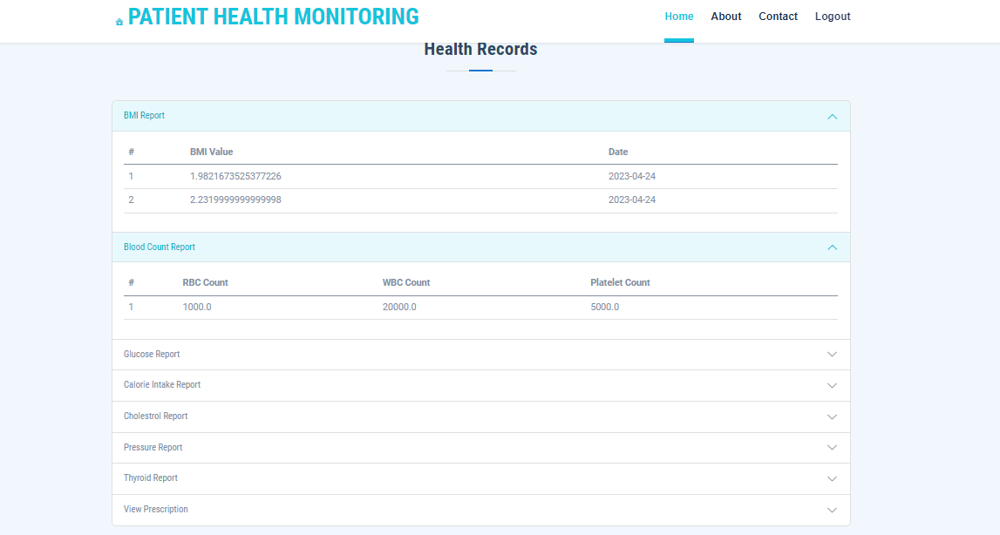 PATIENT HEALTH MONITORING Home About Contact Logout
Health Records
BMI Report
# BMI Value Date
1 1.9821673525377226 2023-04-24
2 2.2319999999999998 2023-04-24
Blood Count Report
# RBC Count WBC Count Platelet Count
1 1000.0 20000.0 5000.0
Glucose Report
Calorie Intake Report
Cholestrol Report
Pressure Report
Thyroid Report
View Prescription